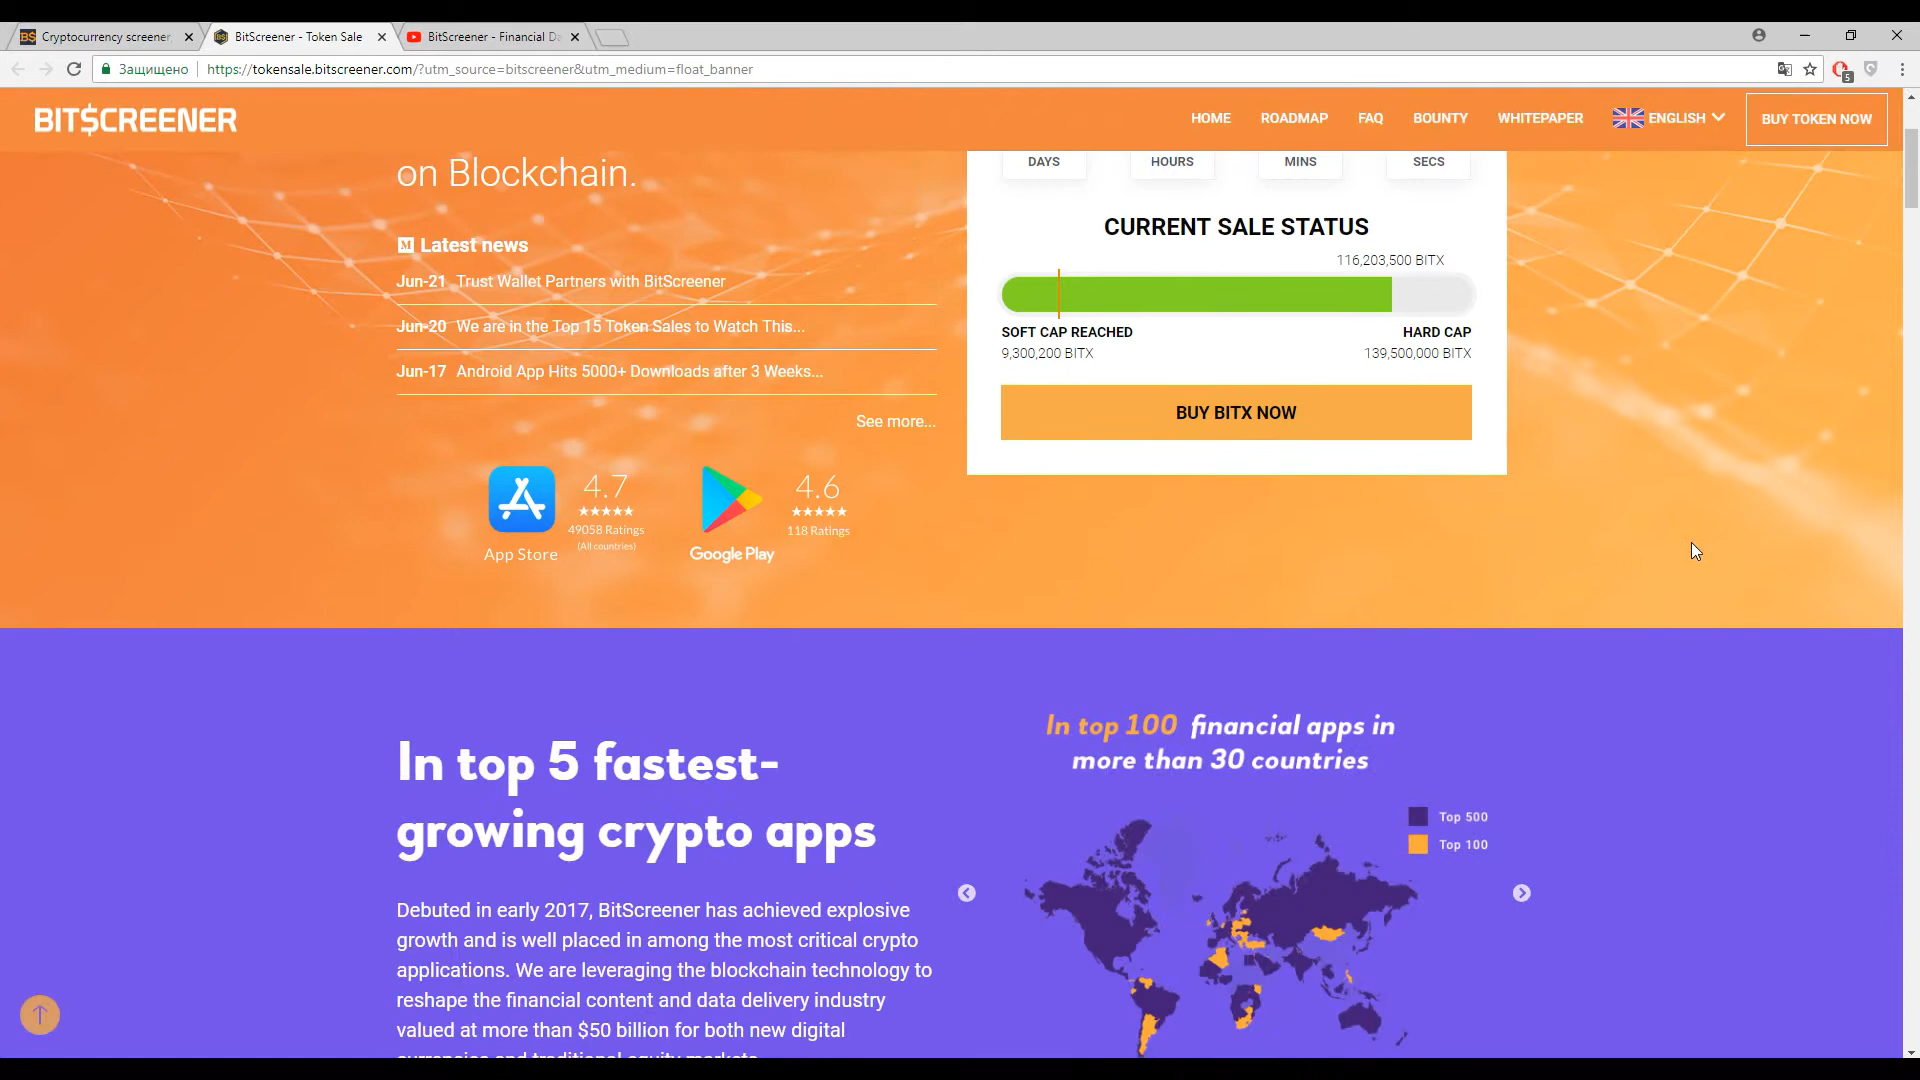 Cryptocurrency screener,
BitScreener - Token Sale
BitScreener - Financial Da
Защищено
https://tokensale.bitscreener.com/?utm_source=bitscreener&utm_medium=float_banner
5
BIT$CREENER
HOME
ROADMAP
FAQ
BOUNTY
WHITEPAPER
ENGLISH
BUY TOKEN NOW
on Blockchain.
DAYS
HOURS
MINS
SECS
Latest news
Jun-21 Trust Wallet Partners with BitScreener
Jun-20 We are in the Top 15 Token Sales to Watch This...
Jun-17 Android App Hits 5000+ Downloads after 3 Weeks...
See more...
CURRENT SALE STATUS
116,203,500 BITX
SOFT CAP REACHED
9,300,200 BITX
HARD CAP
139,500,000 BITX
BUY BITX NOW
App Store
4.7
49058 Ratings
(All countries)
Google Play
4.6
118 Ratings
In top 5 fastest-
growing crypto apps
Debuted in early 2017, BitScreener has achieved explosive
growth and is well placed in among the most critical crypto
applications. We are leveraging the blockchain technology to
reshape the financial content and data delivery industry
valued at more than $50 billion for both new digital
currencies and traditional equity markets.
In top 100 financial apps in
more than 30 countries
Top 500
Top 100